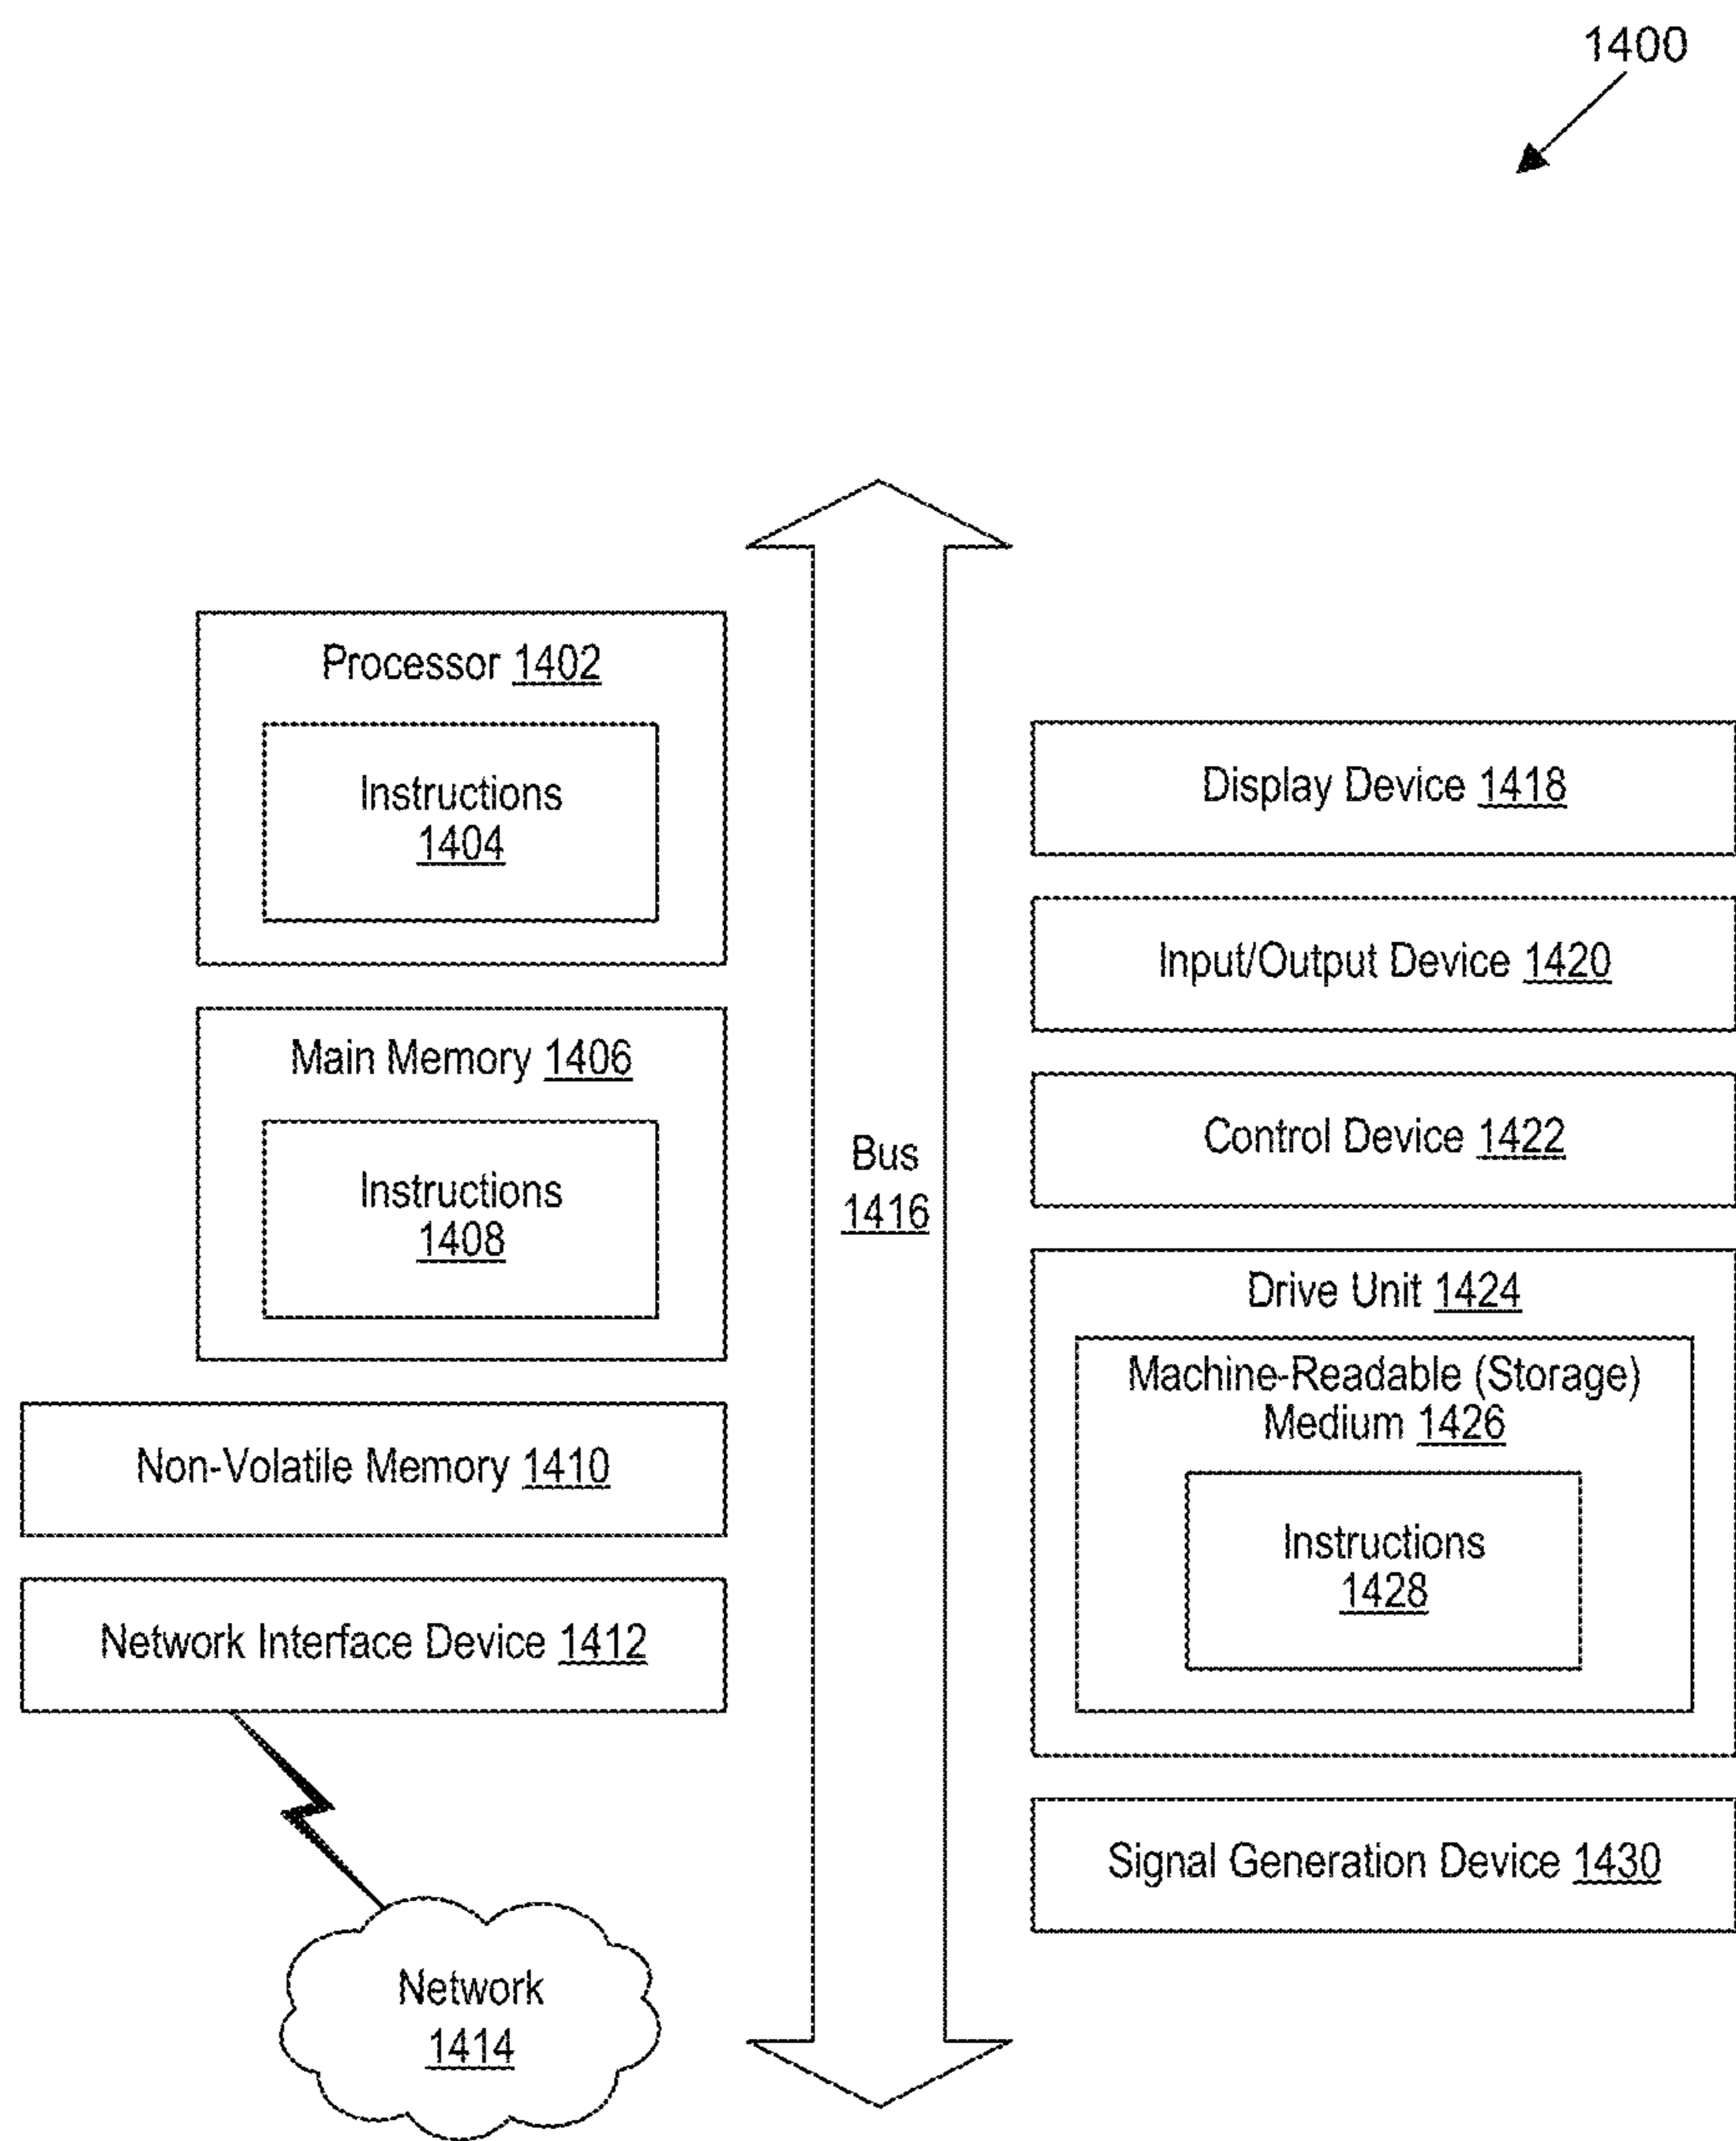 1400
Processor 1402
Instructions
1404
Main Memory 1406
Instructions
1408
Non-Volatile Memory 1410
Network Interface Device 1412
Network
1414
Bus
1416
Display Device 1418
Input/Output Device 1420
Control Device 1422
Drive Unit 1424
Machine-Readable (Storage)
Medium 1426
Instructions
1428
Signal Generation Device 1430